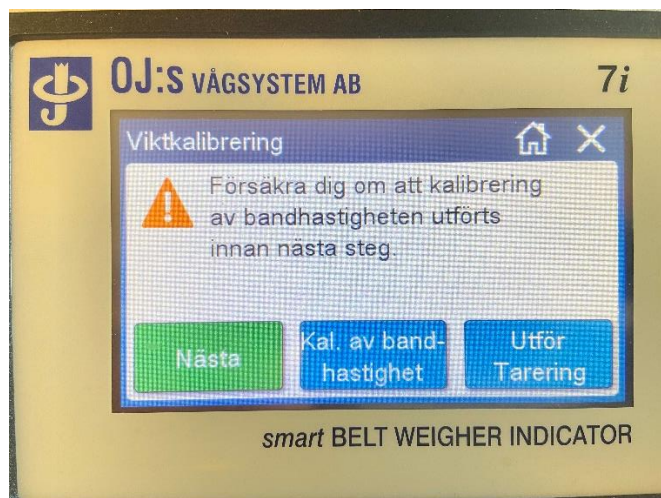 OJ:S VÅGSYSTEM AB
7i
Viktkalibrering
Försäkra dig om att kalibrering
av bandhastigheten utförts
innan nästa steg.
Nästa
Kal. av band-
hastighet
Utför
Tarering
smart BELT WEIGHER INDICATOR